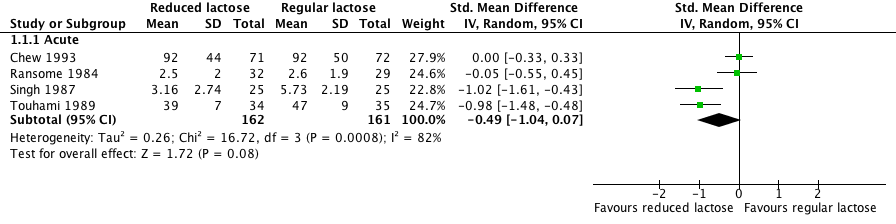 Reduced lactose Regular lactose Std. Mean Difference Std. Mean Difference
Study or Subgroup Mean SD Total Mean SD Total Weight IV, Random, 95% CI IV, Random, 95% CI
1.1.1 Acute
Chew 1993 92 44 71 92 50 72 27.9% 0.00 [-0.33, 0.33]
Ransome 1984 2.5 2 32 2.6 1.9 29 24.6% -0.05 [-0.55, 0.45]
Singh 1987 3.16 2.74 25 5.73 2.19 25 22.8% -1.02 [-1.61, -0.43]
Touhami 1989 39 7 34 47 9 35 24.7% -0.98 [-1.48, -0.48]
Subtotal (95% CI) 162 161 100.0% -0.49 [-1.04, 0.07]
Heterogeneity: Tau² = 0.26; Chi² = 16.72, df = 3 (P = 0.0008); I² = 82%
Test for overall effect: Z = 1.72 (P = 0.08)
-2 -1 0 1 2
Favours reduced lactose Favours regular lactose